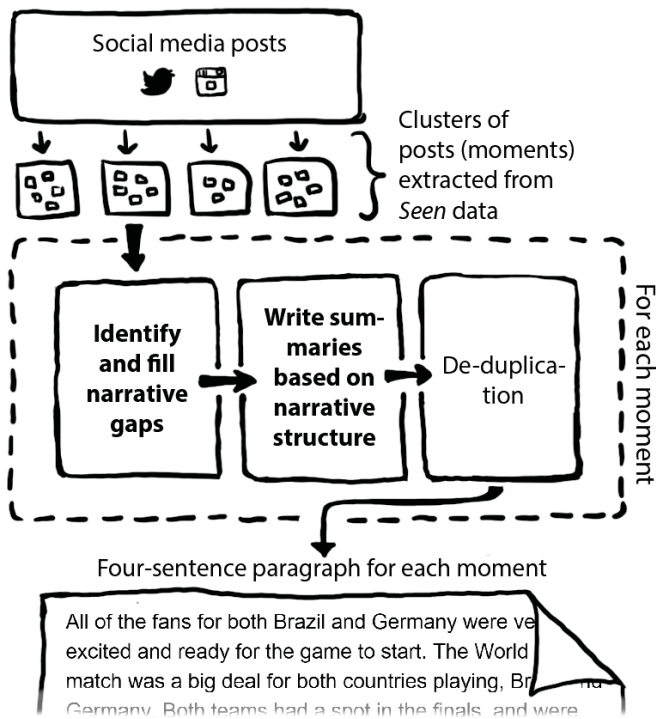 Social media posts
Clusters of
posts (moments)
extracted from
Seen data
For each moment
Identify
and fill
narrative
gaps
Write sum-
maries
based on
narrative
structure
De-duplica-
tion
Four-sentence paragraph for each moment
All of the fans for both Brazil and Germany were
excited and ready for the game to start. The World
match was a big deal for both countries playing,
Germany. Both teams had a spot in the finals, and were